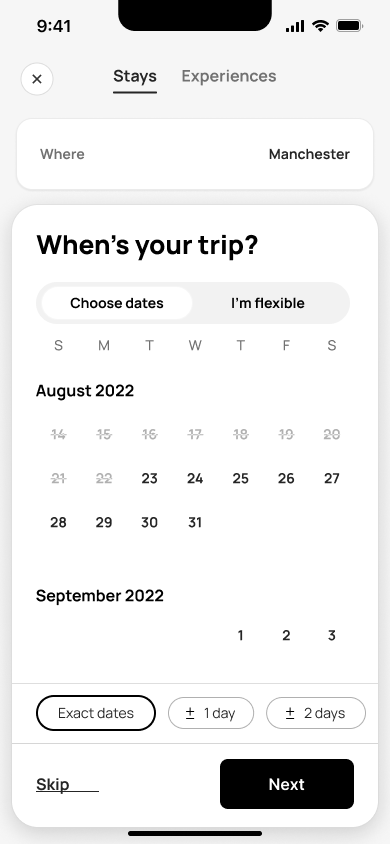 9:41
Stays Experiences
Where Manchester
When's your trip?
Choose dates I'm flexible
S M T W T F S
August 2022
14 15 16 17 18 19 20
21 22 23 24 25 26 27
28 29 30 31
September 2022
1 2 3
Exact dates ± 1 day ± 2 days
Skip Next